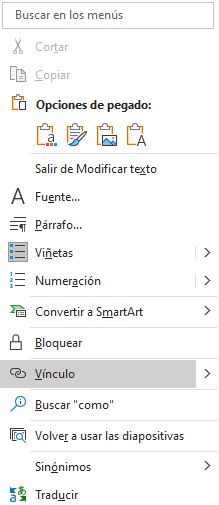 Buscar en los menús
Cortar
Copiar
Opciones de pegado:
Salir de Modificar texto
Fuente...
Párrafo...
Viñetas
Numeración
Convertir a SmartArt
Bloquear
Vínculo
Buscar "como"
Volver a usar las diapositivas
Sinónimos
Traducir